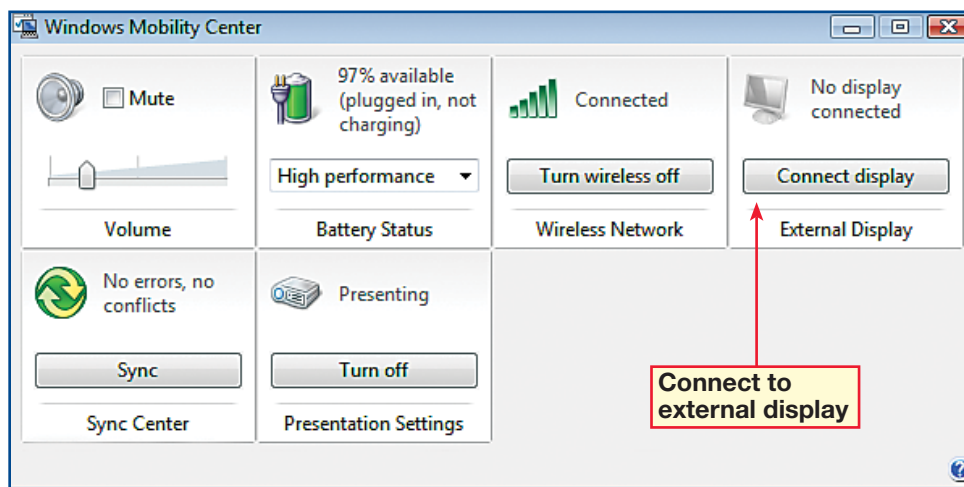 Windows Mobility Center
Mute
Volume
97% available
(plugged in, not
charging)
High performance
Battery Status
Connected
Turn wireless off
Wireless Network
No display
connected
Connect display
External Display
No errors, no
conflicts
Sync
Sync Center
Presenting
Turn off
Presentation Settings
Connect to
external display
?